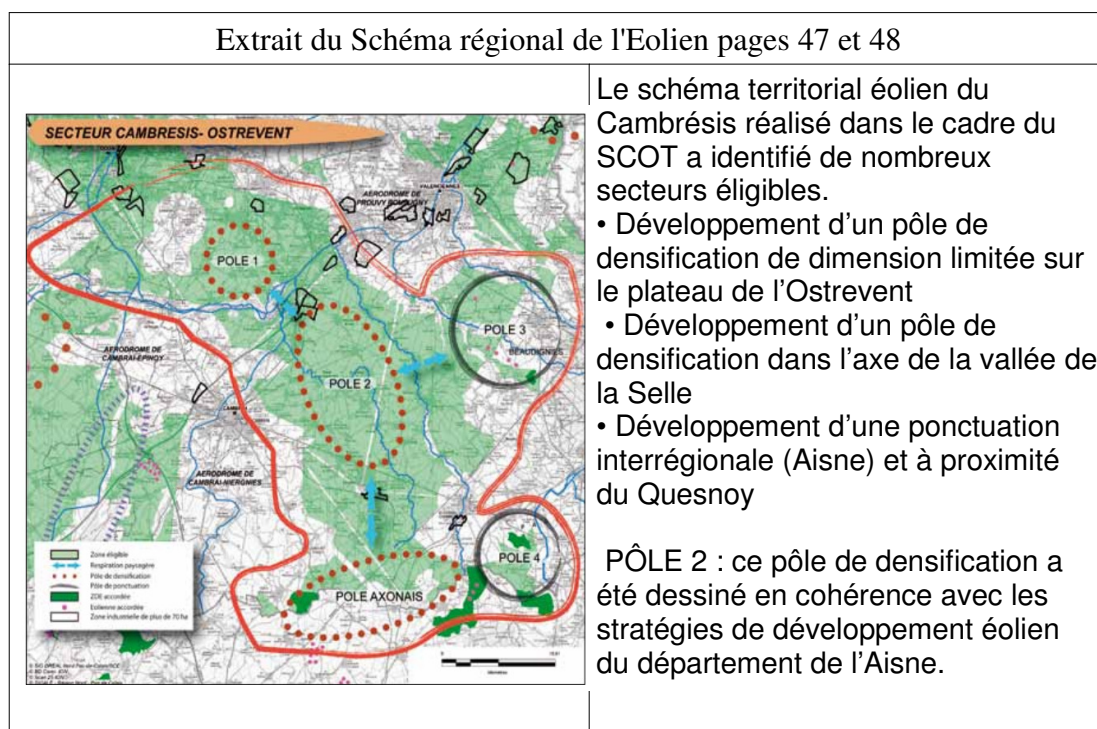 Extrait du Schéma régional de l'Eolien pages 47 et 48
SECTEUR CAMBRESIS- OSTREVENT
AERODROME DE
PROUVY ROUVIGNY
VALENCIENNES
POLE 1
POLE 3
BEAUDIGNIES
AERODROME DE
CAMBRAI-EPINOY
POLE 2
CAMBRAI
AERODROME DE
CAMBRAI-NIERGNIES
POLE 4
POLE AXONAIS
Zone éligible
Respiration paysagère
Pôle de densification
Pôle de ponctuation
ZDE accordée
Eolienne accordée
Zone industrielle de plus de 70 ha
Le schéma territorial éolien du
Cambrésis réalisé dans le cadre du
SCOT a identifié de nombreux
secteurs éligibles.
• Développement d’un pôle de
densification de dimension limitée sur
le plateau de l’Ostrevent
• Développement d’un pôle de
densification dans l’axe de la vallée de
la Selle
• Développement d’une ponctuation
interrégionale (Aisne) et à proximité
du Quesnoy
PÔLE 2 : ce pôle de densification a
été dessiné en cohérence avec les
stratégies de développement éolien
du département de l’Aisne.